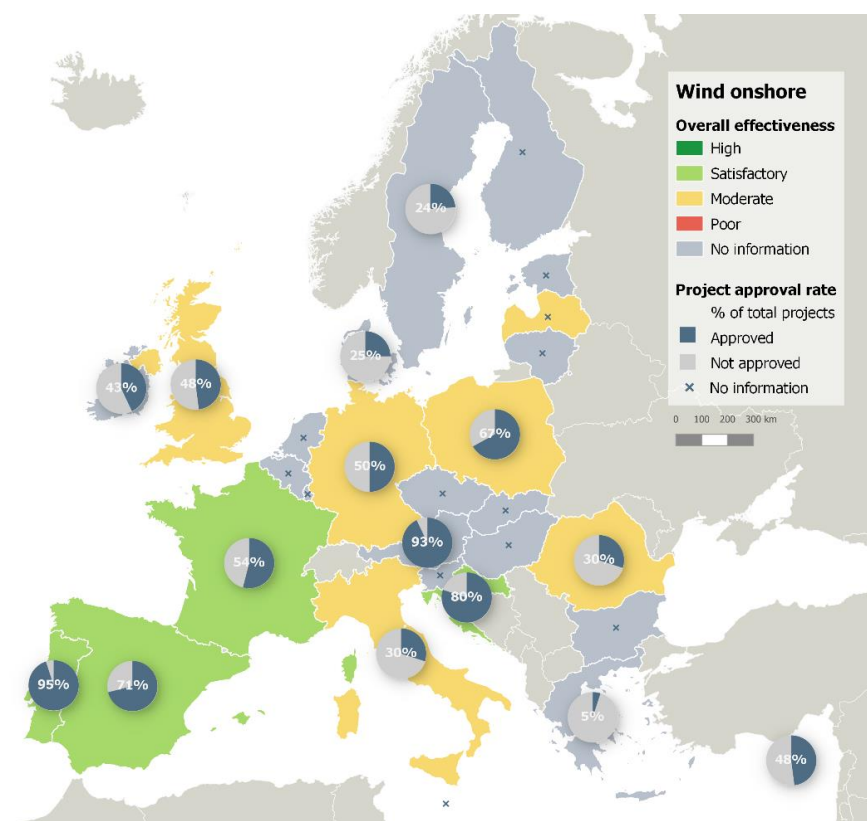 Wind onshore
Overall effectiveness
High
Satisfactory
Moderate
Poor
No information
Project approval rate
% of total projects
Approved
Not approved
No information
0 100 200 300 km
24%
25%
43%
48%
67%
50%
93%
54%
30%
80%
30%
95%
71%
5%
48%